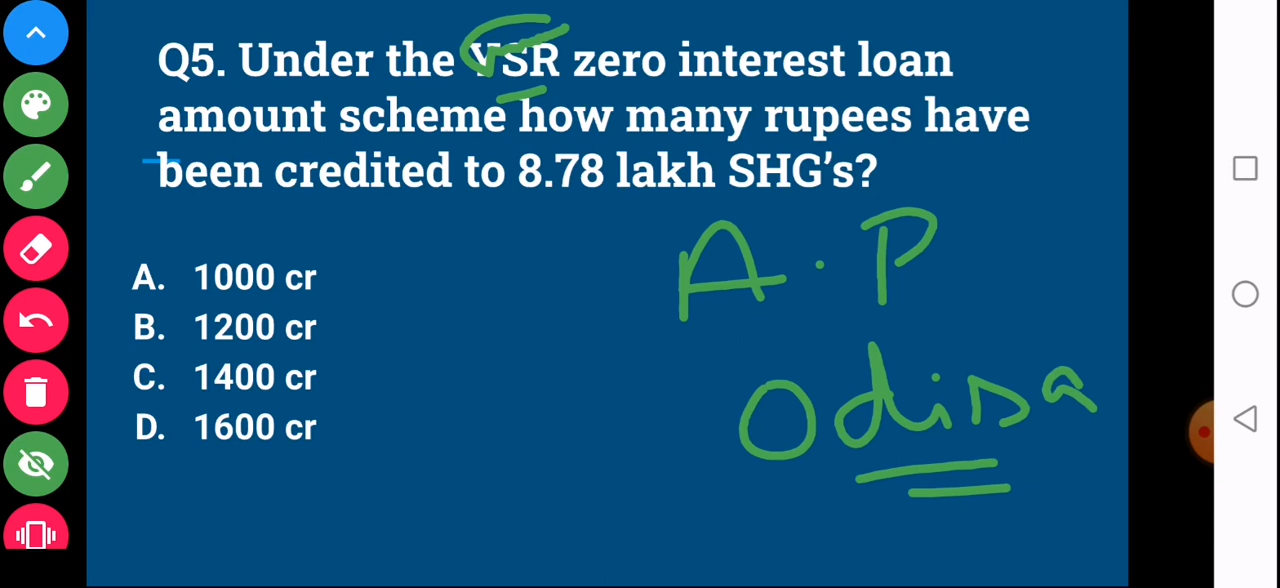 Q5. Under the YSR zero interest loan
amount scheme how many rupees have
been credited to 8.78 lakh SHG's?
A. 1000 cr
B. 1200 cr
C. 1400 cr
D. 1600 cr
A.P
Odisa